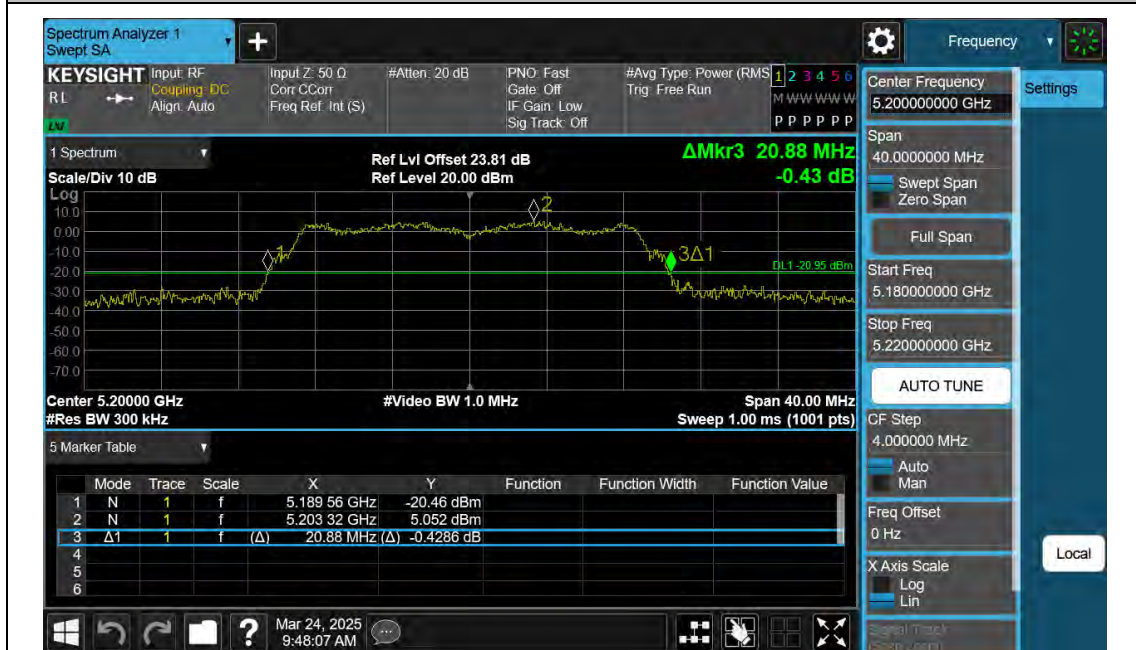 Spectrum Analyzer 1
Swept SA
+
Frequency
KEYSIGHT Input: RF Input Z: 50 Ω #Atten: 20 dB PNO: Fast #Avg Type: Power (RMS 1 2 3 4 5 6
RL Coupling: DC Corr CCorr Gate: Off Trig: Free Run M W W W W W
Align: Auto Freq Ref: Int (S) IF Gain: Low P P P P P P
Sig Track: Off
LXI
Center Frequency
5.200000000 GHz
Settings
Span
40.0000000 MHz
Swept Span
Zero Span
Full Span
Start Freq
5.180000000 GHz
Stop Freq
5.220000000 GHz
AUTO TUNE
CF Step
4.000000 MHz
Auto
Man
Freq Offset
0 Hz
X Axis Scale
Log
Lin
Local
1 Spectrum
Scale/Div 10 dB
Ref Lvl Offset 23.81 dB
Ref Level 20.00 dBm
ΔMkr3 20.88 MHz
-0.43 dB
Log
10.0
0.00
-10.0
-20.0
-30.0
-40.0
-50.0
-60.0
-70.0
1
2
3Δ1
DL1 -20.95 dBm
Center 5.20000 GHz #Video BW 1.0 MHz Span 40.00 MHz
#Res BW 300 kHz Sweep 1.00 ms (1001 pts)
5 Marker Table
Mode Trace Scale X Y Function Function Width Function Value
1 N 1 f 5.189 56 GHz -20.46 dBm
2 N 1 f 5.203 32 GHz 5.052 dBm
3 Δ1 1 f (Δ) 20.88 MHz (Δ) -0.4286 dB
4
5
6
?
Mar 24, 2025
9:48:07 AM